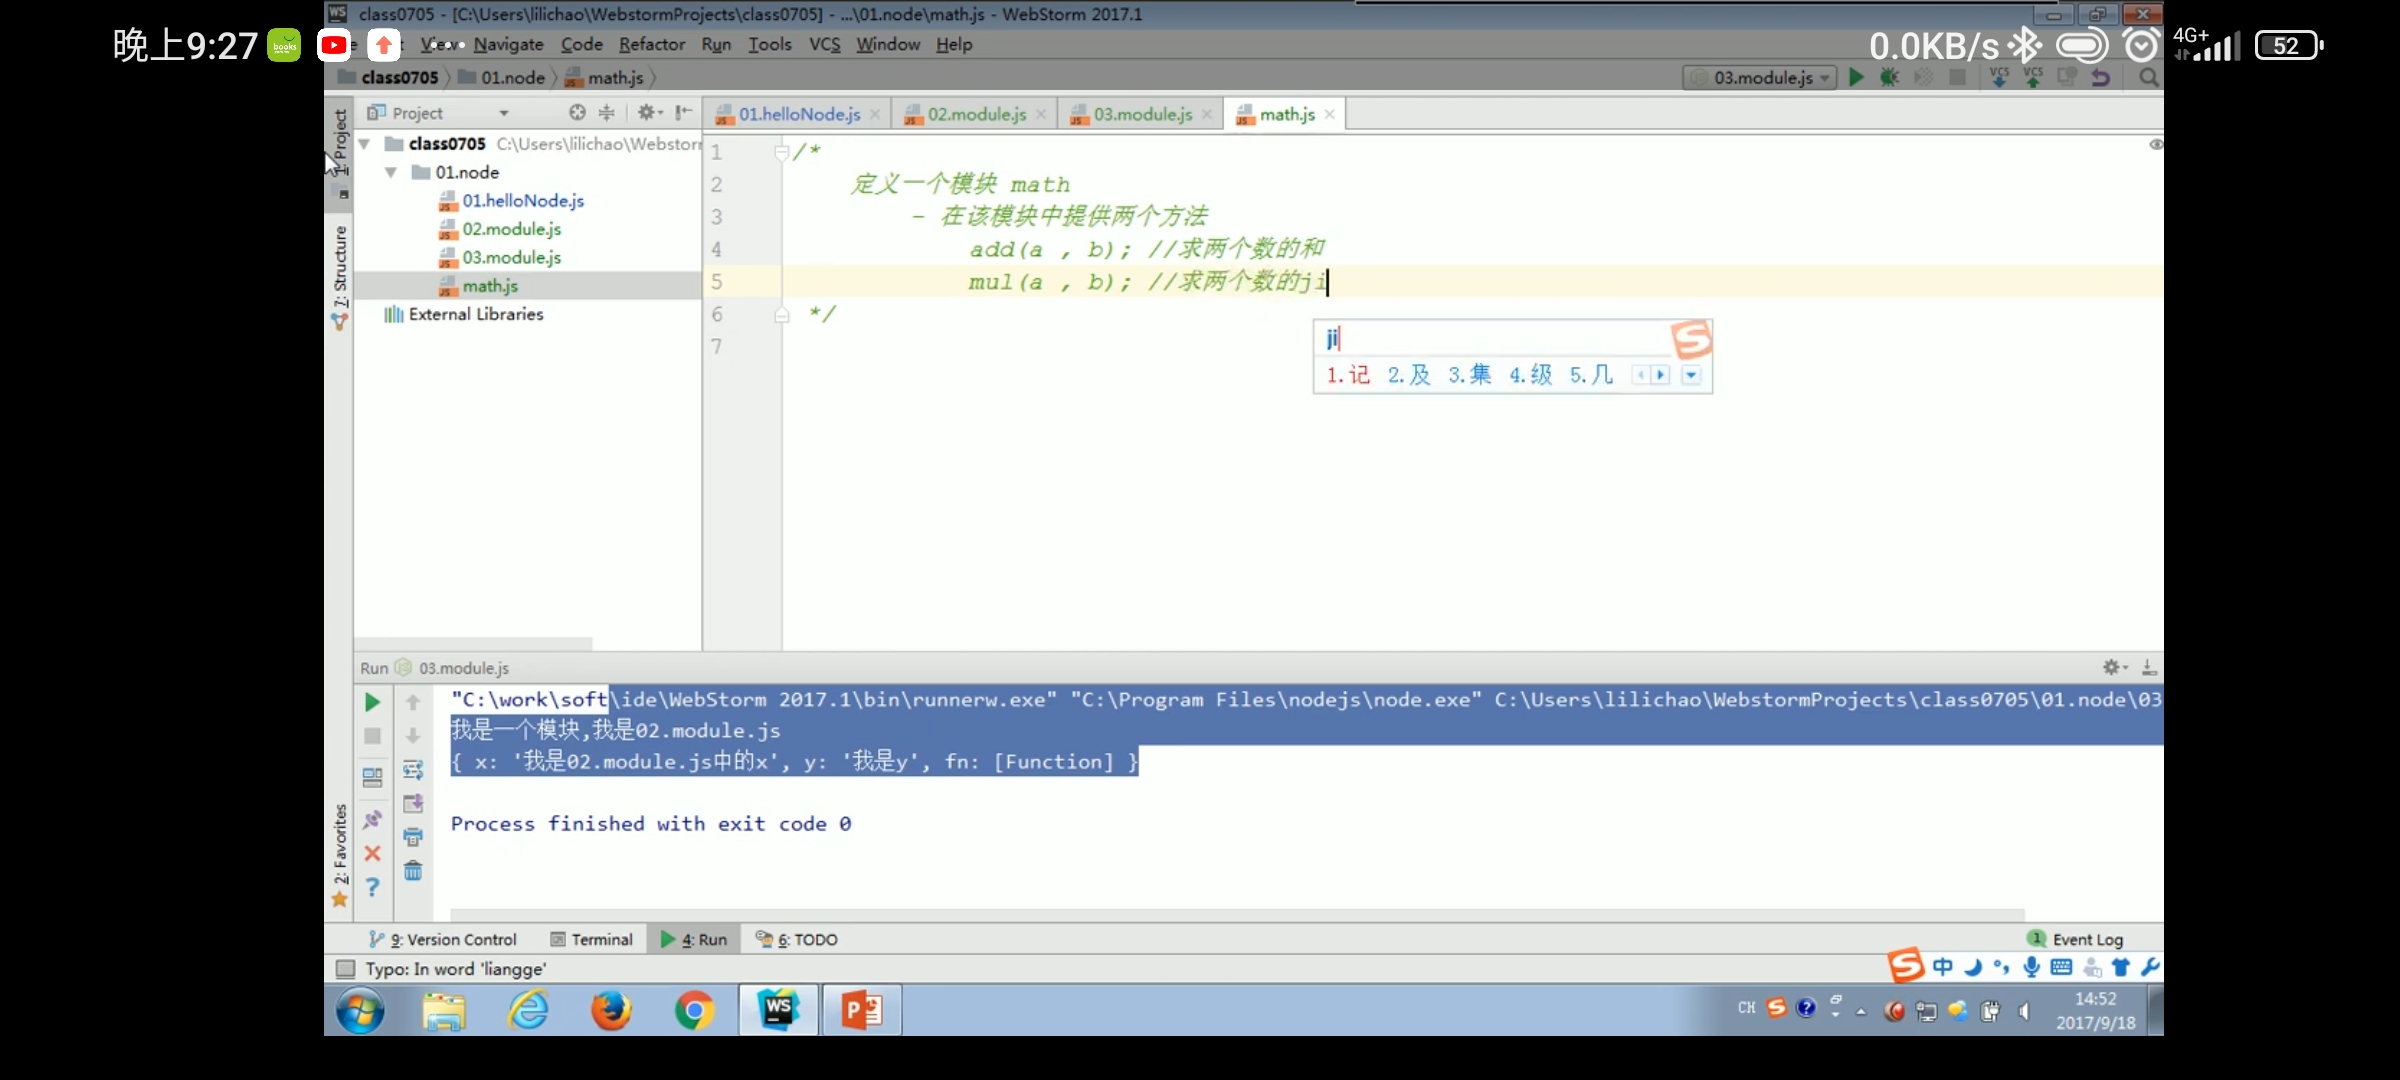 class0705 - [C:\Users\lilichao\WebstormProjects\class0705] - ...\01.node\math.js - WebStorm 2017.1
晚上9:27
View Navigate Code Refactor Run Tools VCS Window Help
0.0KB/s 4G+ 52
class0705 01.node math.js
03.module.js VCS VCS
Project 01.helloNode.js 02.module.js 03.module.js math.js
1: Project
7: Structure
2: Favorites
class0705 C:\Users\lilichao\Webstorr
01.node
01.helloNode.js
02.module.js
03.module.js
math.js
External Libraries
1 /*
2 定义一个模块 math
3 - 在该模块中提供两个方法
4 add(a , b); //求两个数的和
5 mul(a , b); //求两个数的ji
6 */
7
ji
1.记 2.及 3.集 4.级 5.几
Run 03.module.js
"C:\work\soft\ide\WebStorm 2017.1\bin\runnerw.exe" "C:\Program Files\nodejs\node.exe" C:\Users\lilichao\WebstormProjects\class0705\01.node\03
我是一个模块,我是02.module.js
{ x: '我是02.module.js中的x', y: '我是y', fn: [Function] }
Process finished with exit code 0
9: Version Control Terminal 4: Run 6: TODO
1 Event Log
Typo: In word 'liangge'
中
CH
14:52
2017/9/18